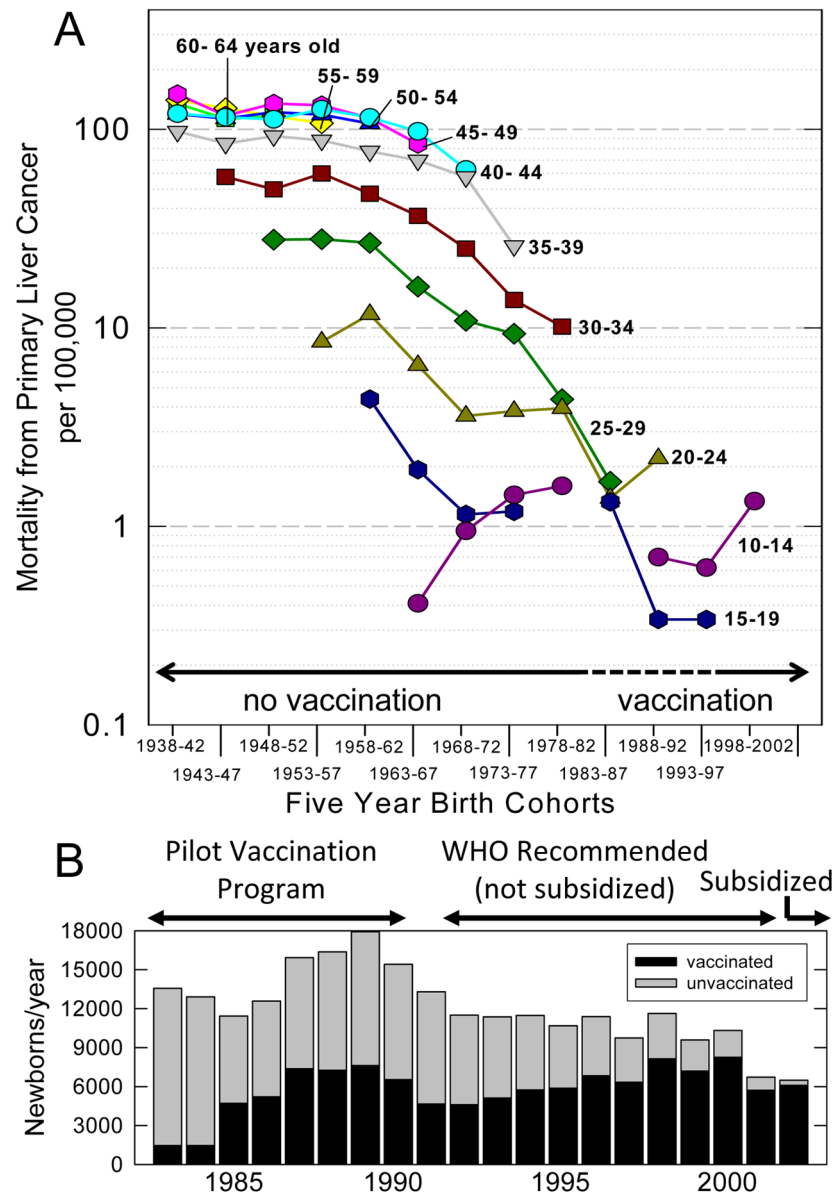 A
60- 64 years old
55- 59
50- 54
45- 49
40- 44
35-39
30-34
25-29
20-24
10-14
15-19
Mortality from Primary Liver Cancer
per 100,000
100
10
1
0.1
no vaccination
vaccination
1938-42 1948-52 1958-62 1968-72 1978-82 1988-92 1998-2002
1943-47 1953-57 1963-67 1973-77 1983-87 1993-97
Five Year Birth Cohorts
B
Pilot Vaccination
Program
WHO Recommended
(not subsidized)
Subsidized
Newborns/year
18000
15000
12000
9000
6000
3000
0
vaccinated
unvaccinated
1985 1990 1995 2000